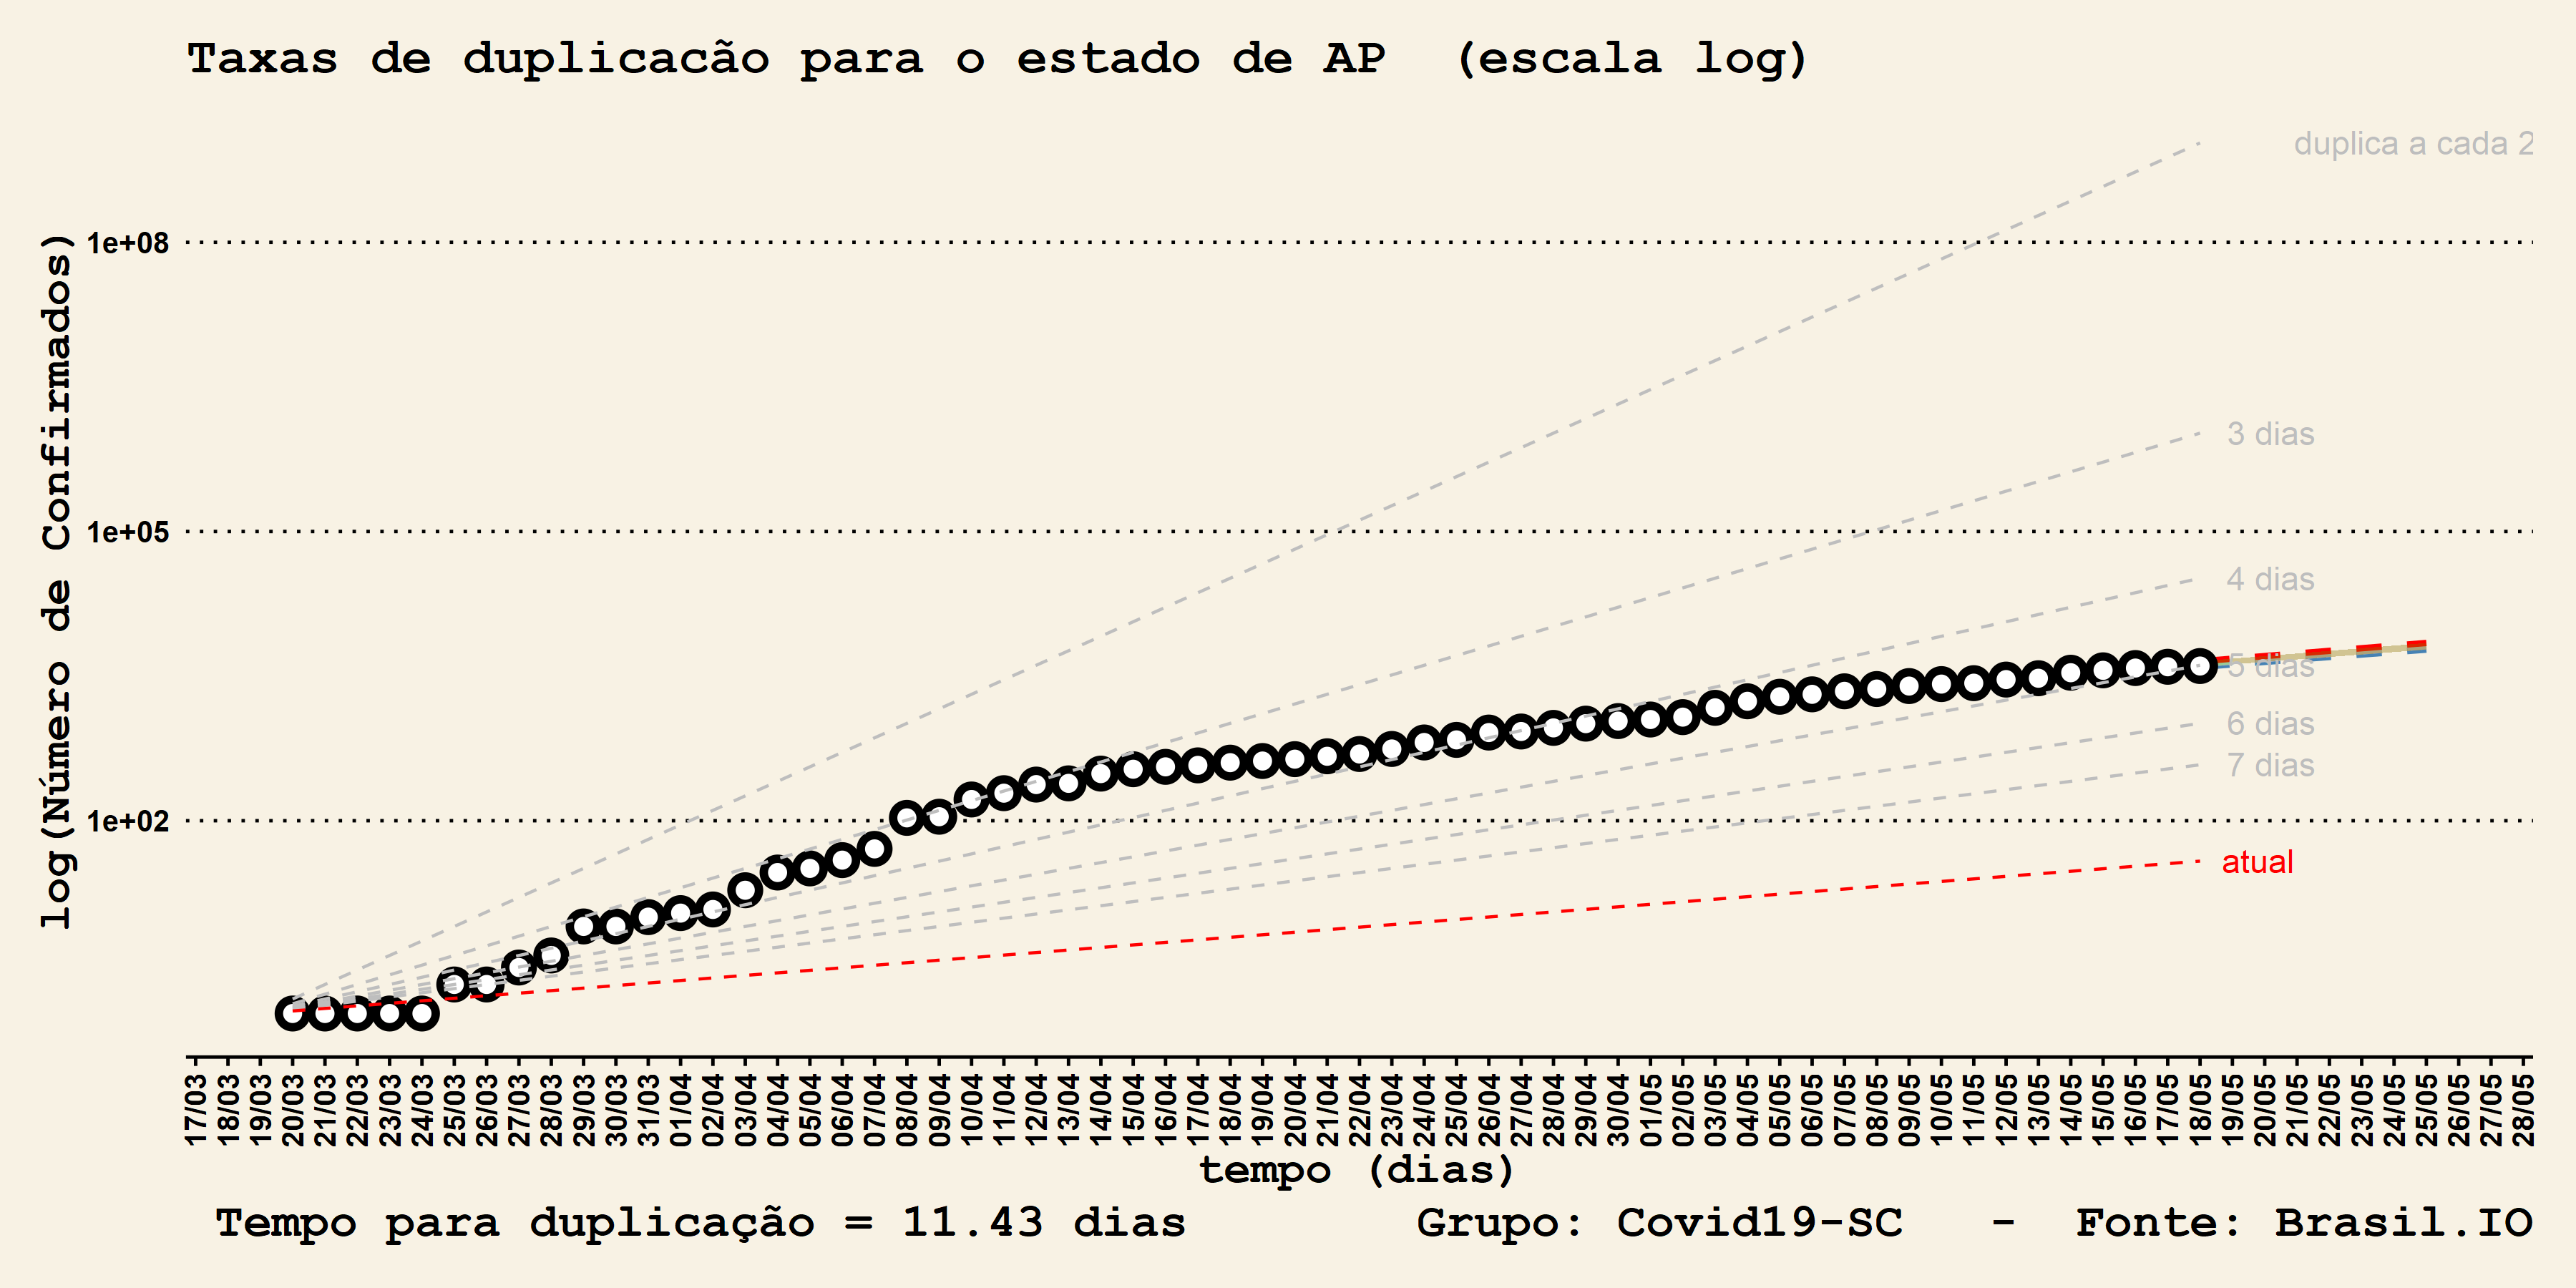 Taxas de duplicacão para o estado de AP  (escala log)
duplica a cada 2
1e+08
3 dias
1e+05
4 dias
5 dias
6 dias
7 dias
1e+02
atual
log(Número de Confirmados)
17/03 18/03 19/03 20/03 21/03 22/03 23/03 24/03 25/03 26/03 27/03 28/03 29/03 30/03 31/03 01/04 02/04 03/04 04/04 05/04 06/04 07/04 08/04 09/04 10/04 11/04 12/04 13/04 14/04 15/04 16/04 17/04 18/04 19/04 20/04 21/04 22/04 23/04 24/04 25/04 26/04 27/04 28/04 29/04 30/04 01/05 02/05 03/05 04/05 05/05 06/05 07/05 08/05 09/05 10/05 11/05 12/05 13/05 14/05 15/05 16/05 17/05 18/05 19/05 20/05 21/05 22/05 23/05 24/05 25/05 26/05 27/05 28/05
tempo (dias)
Tempo para duplicação = 11.43 dias
Grupo: Covid19-SC  -  Fonte: Brasil.IO